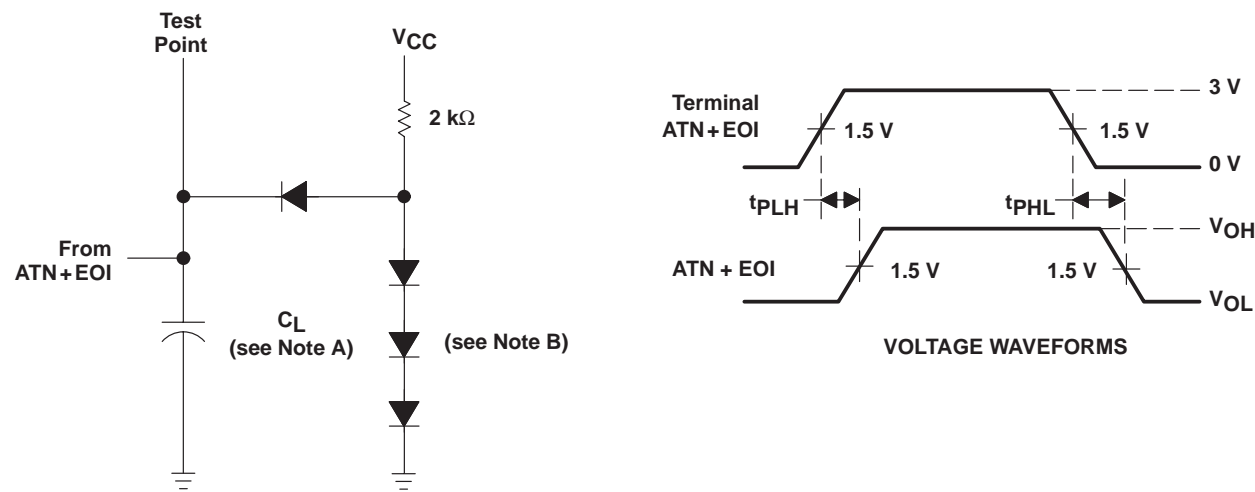 Test
Point
VCC
2 kΩ
From
ATN+EOI
CL
(see Note A)
(see Note B)
Terminal
ATN+EOI
1.5 V
1.5 V
3 V
0 V
tPLH
tPHL
ATN + EOI
1.5 V
1.5 V
VOH
VOL
VOLTAGE WAVEFORMS